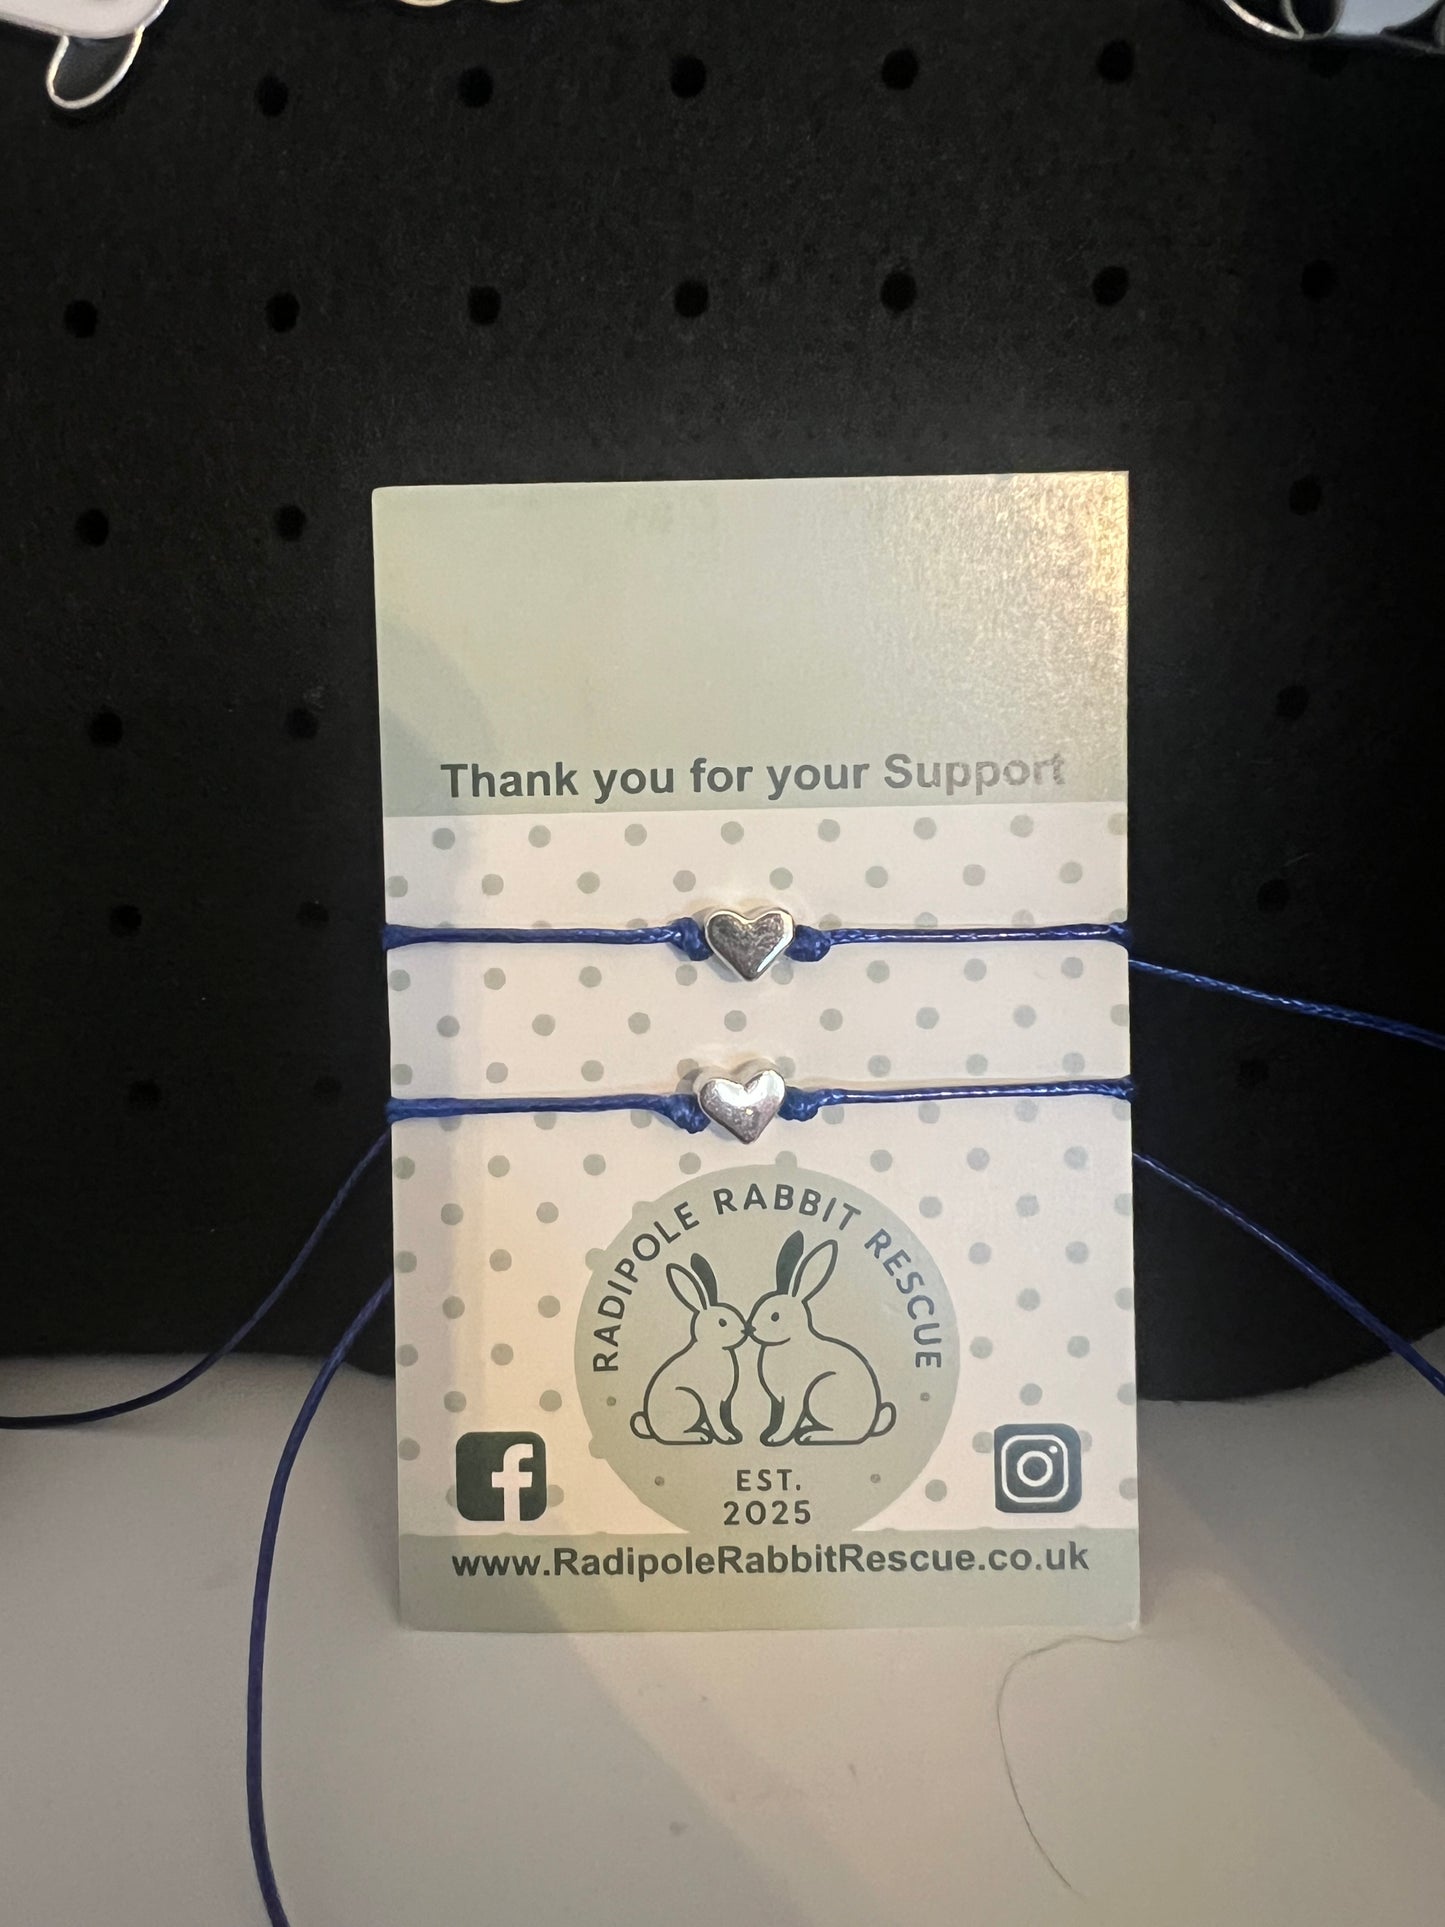 Thank you for your Support
RADIPOLE RABBIT RESCUE
EST.
2025
www.RadipoleRabbitRescue.co.uk